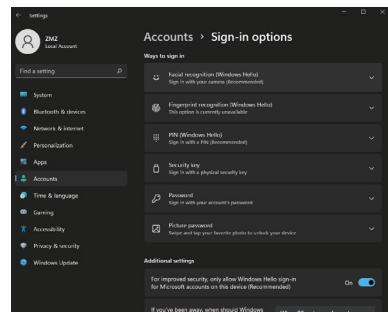 Settings
ZMZ
Local Account
Find a setting
System
Bluetooth & devices
Network & internet
Personalization
Apps
Accounts
Time & language
Gaming
Accessibility
Privacy & security
Windows Update
Accounts > Sign-in options
Ways to sign in
Facial recognition (Windows Hello)
Sign in with your camera (Recommended)
Fingerprint recognition (Windows Hello)
This option is currently unavailable
PIN (Windows Hello)
Sign in with a PIN (Recommended)
Security key
Sign in with a physical security key
Password
Sign in with your account's password
Picture password
Swipe and tap your favorite photo to unlock your device
Additional settings
For improved security, only allow Windows Hello sign-in
for Microsoft accounts on this device (Recommended)
On
If you've been away, when should Windows